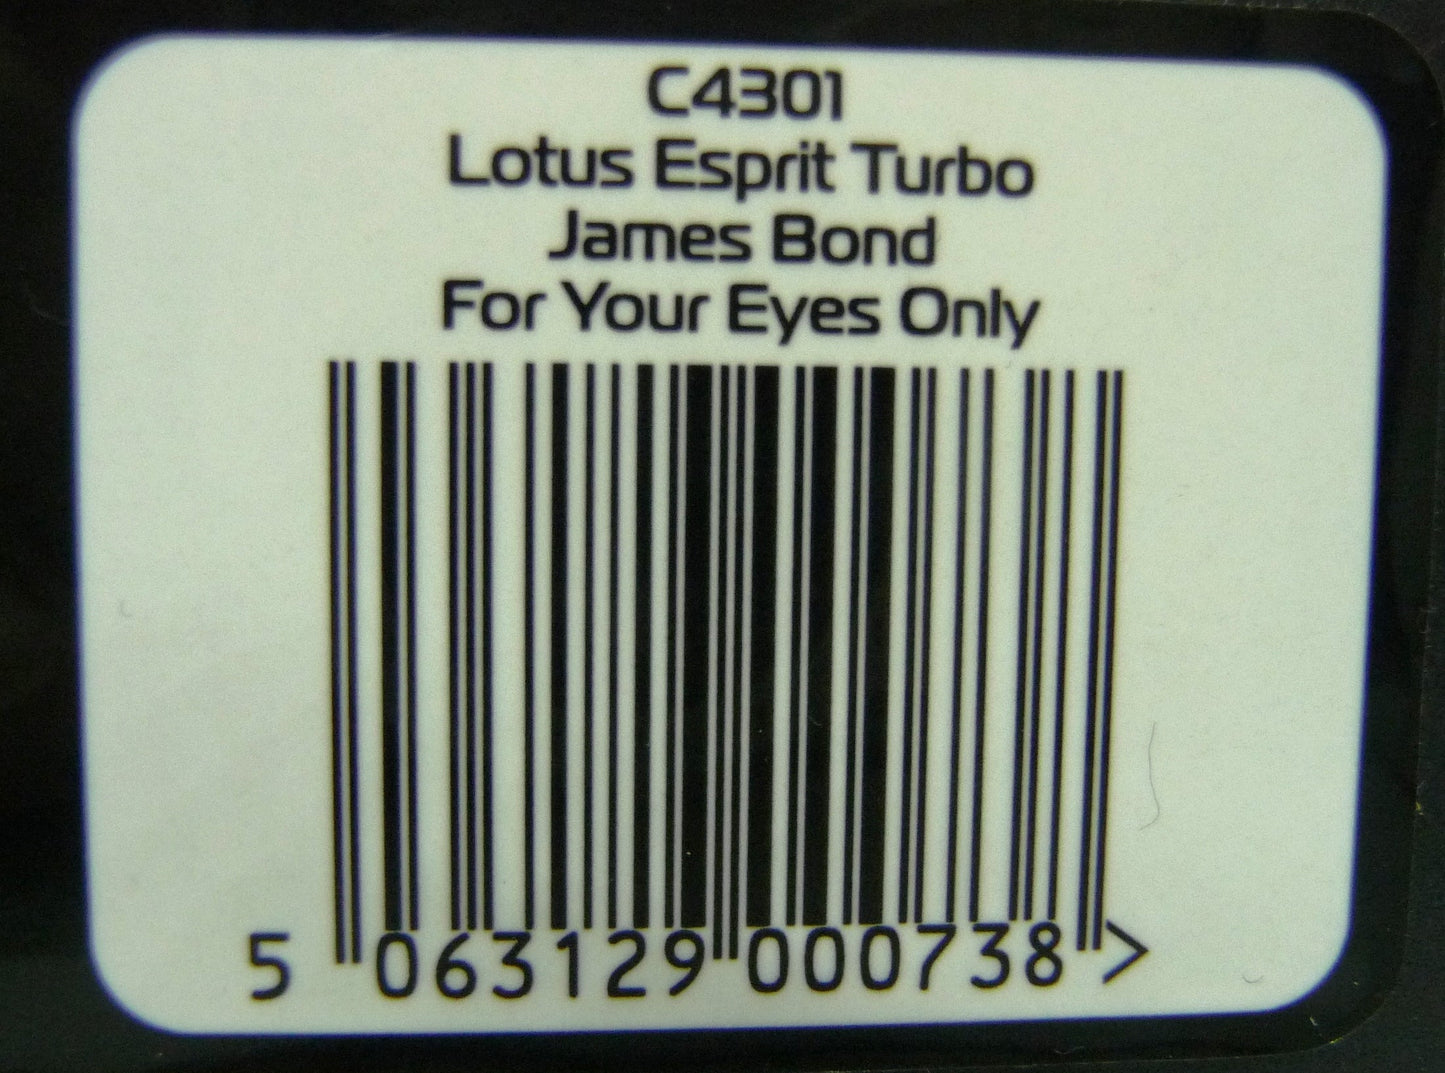 C4301
Lotus Esprit Turbo
James Bond
For Your Eyes Only
5 063129 000738 >